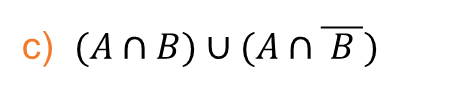 c) (A ∩ B) ∪ (A ∩ B̅)